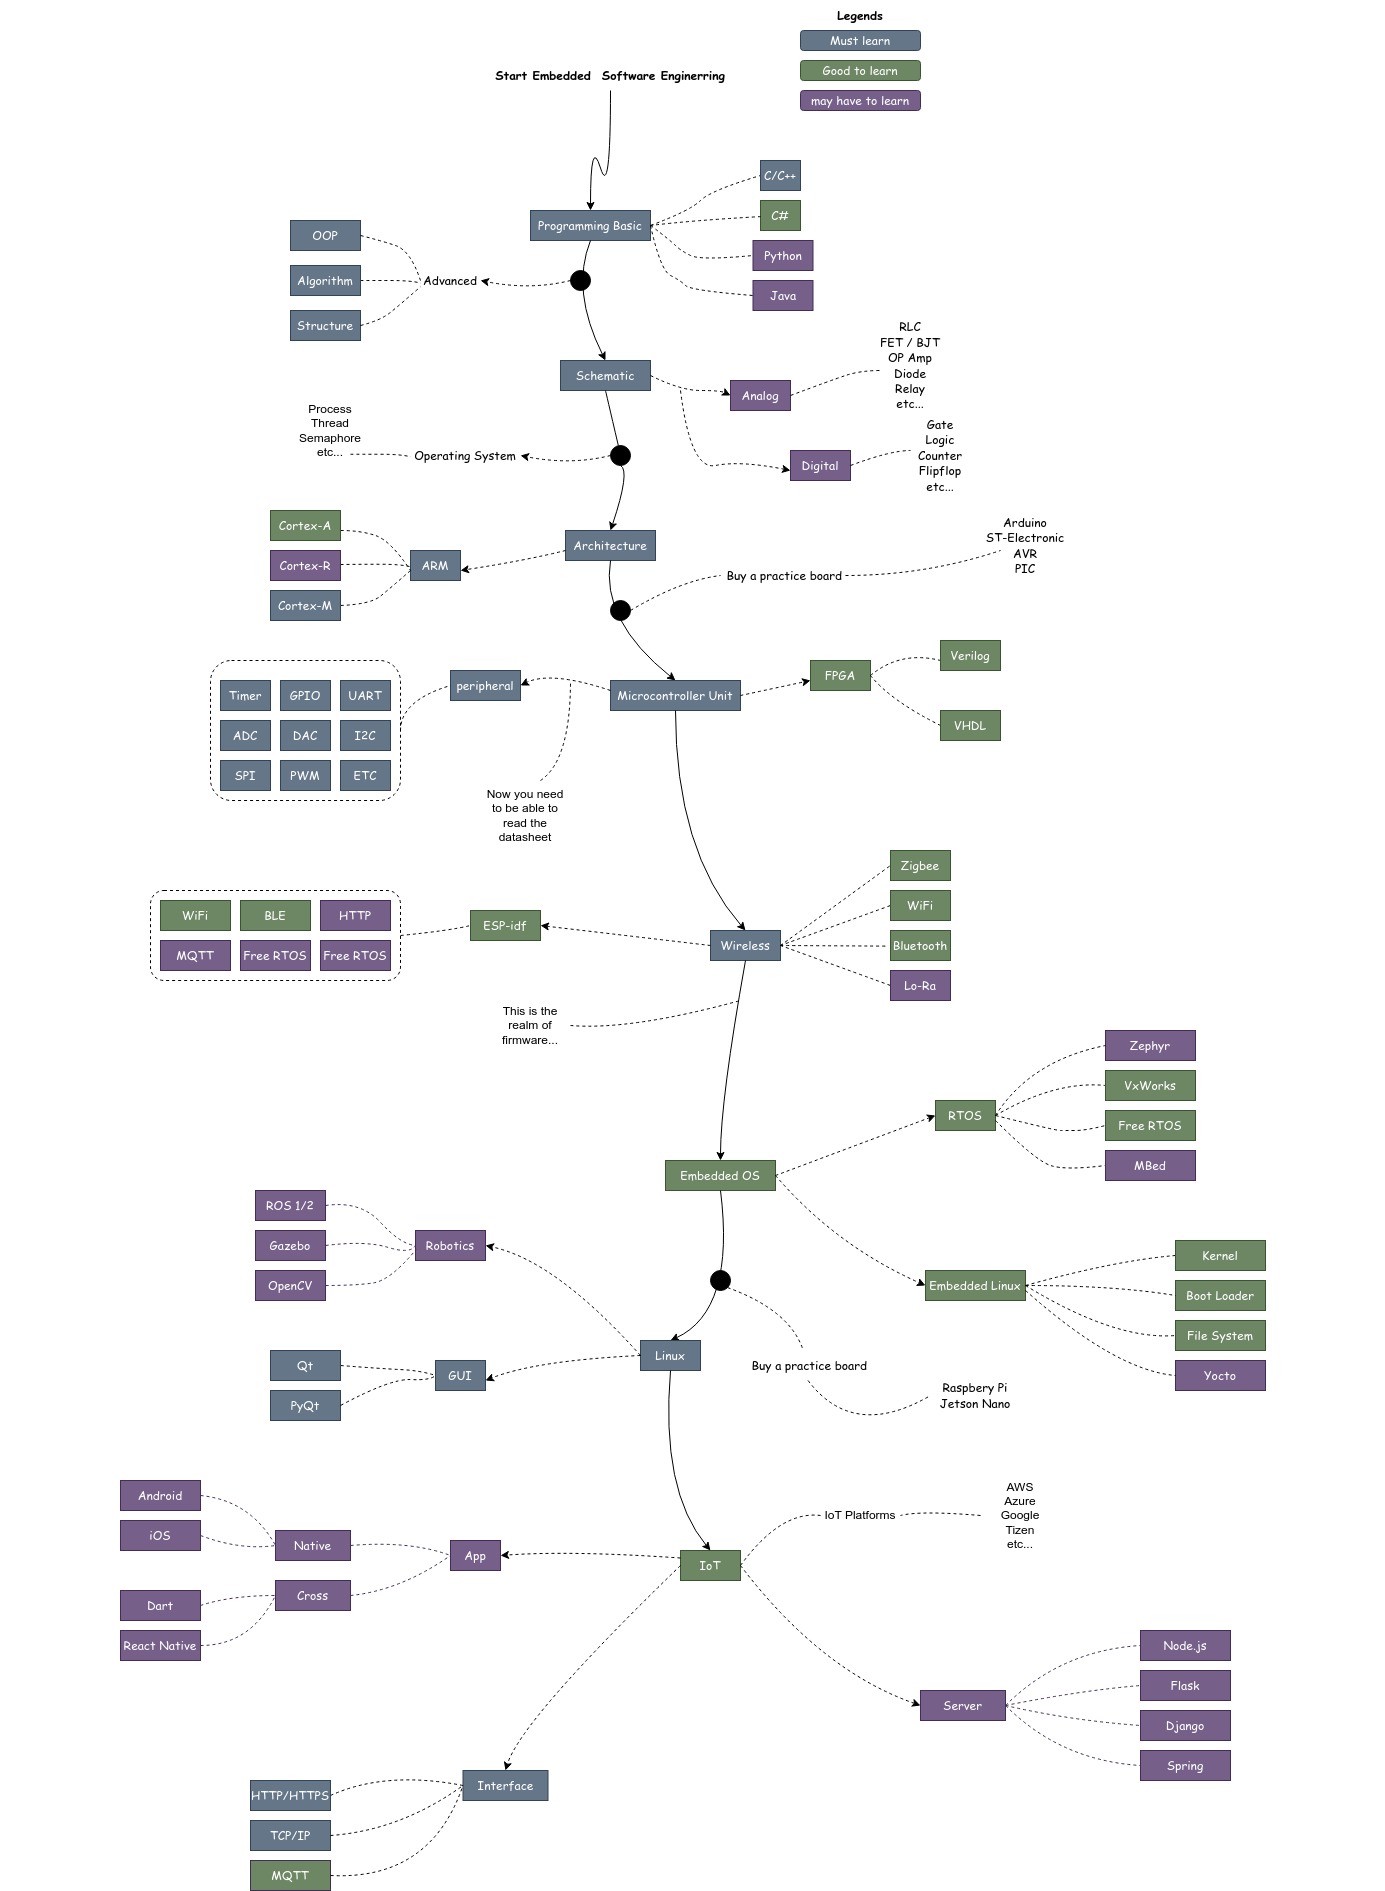 Legends
Must learn
Good to learn
may have to learn
Start Embedded  Software Enginerring
Programming Basic
C/C++
C#
Python
Java
Advanced
OOP
Algorithm
Structure
Schematic
Analog
RLC
FET / BJT
OP Amp
Diode
Relay
etc...
Digital
Gate
Logic
Counter
Flipflop
etc...
Operating System
Process
Thread
Semaphore
etc...
Architecture
ARM
Cortex-A
Cortex-R
Cortex-M
Buy a practice board
Arduino
ST-Electronic
AVR
PIC
Microcontroller Unit
peripheral
Timer
GPIO
UART
ADC
DAC
I2C
SPI
PWM
ETC
Now you need
to be able to
read the
datasheet
FPGA
Verilog
VHDL
Wireless
Zigbee
WiFi
Bluetooth
Lo-Ra
ESP-idf
WiFi
BLE
HTTP
MQTT
Free RTOS
Free RTOS
This is the
realm of
firmware...
Embedded OS
RTOS
Zephyr
VxWorks
Free RTOS
MBed
Embedded Linux
Kernel
Boot Loader
File System
Yocto
Buy a practice board
Raspbery Pi
Jetson Nano
Linux
Robotics
ROS 1/2
Gazebo
OpenCV
GUI
Qt
PyQt
IoT
IoT Platforms
AWS
Azure
Google
Tizen
etc...
App
Native
Android
iOS
Cross
Dart
React Native
Server
Node.js
Flask
Django
Spring
Interface
HTTP/HTTPS
TCP/IP
MQTT